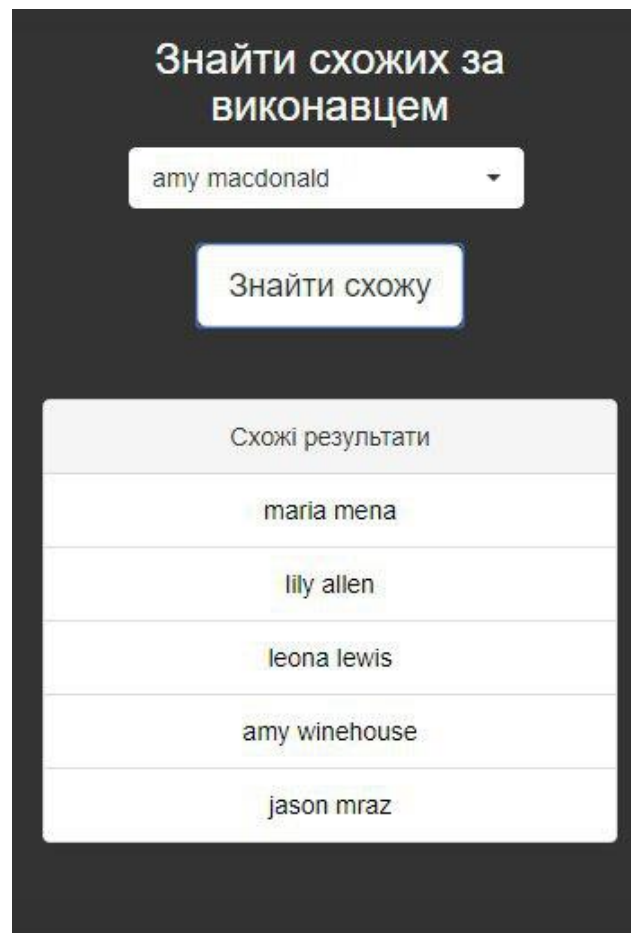 Знайти схожих за
виконавцем
amy macdonald
Знайти схожу
Схожі результати
maria mena
lily allen
leona lewis
amy winehouse
jason mraz